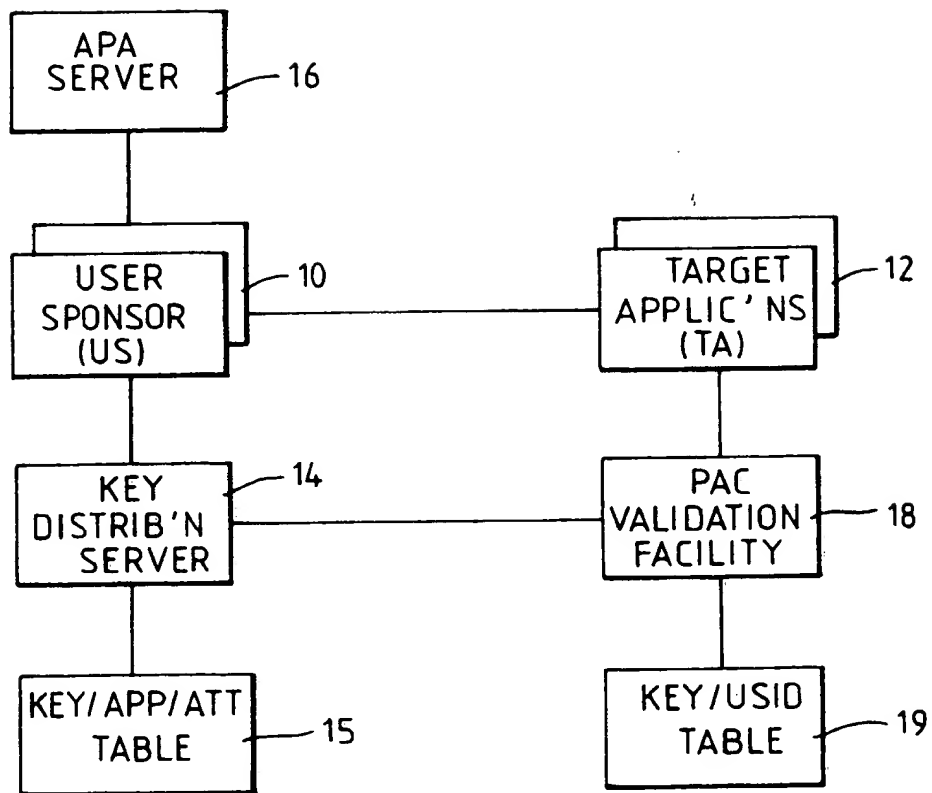 APA
SERVER
16
USER
SPONSOR
(US)
10
TARGET
APPLIC'NS
(TA)
12
KEY
DISTRIB'N
SERVER
14
PAC
VALIDATION
FACILITY
18
KEY/APP/ATT
TABLE
15
KEY/USID
TABLE
19